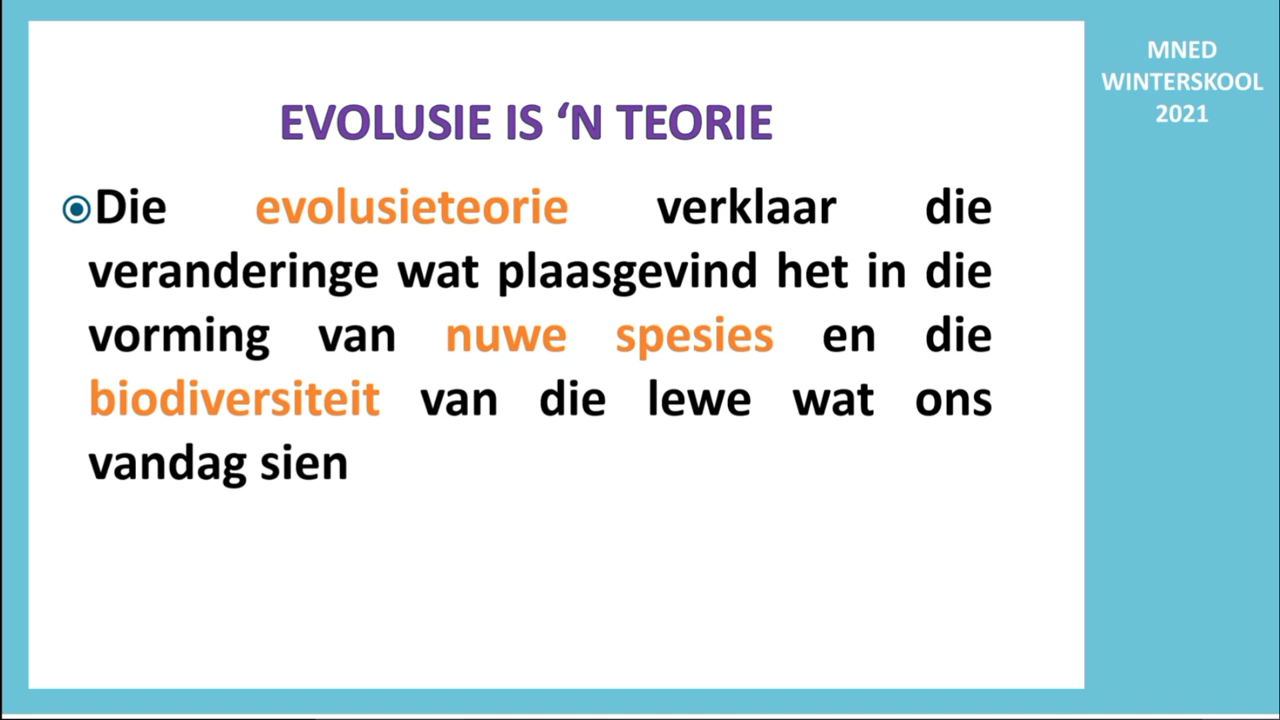 EVOLUSIE IS ‘N TEORIE
Die evolusieteorie verklaar die
veranderinge wat plaasgevind het in die
vorming van nuwe spesies en die
biodiversiteit van die lewe wat ons
vandag sien
MNED
WINTERSKOOL
2021